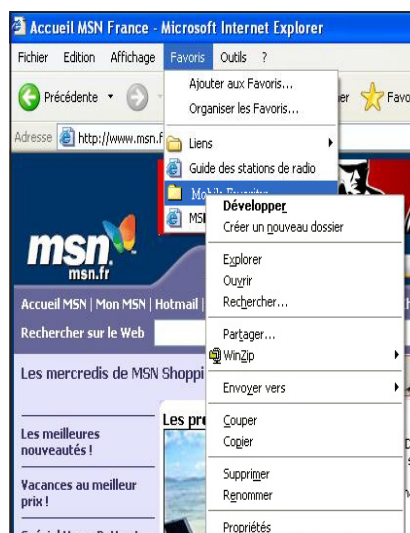 Accueil MSN France - Microsoft Internet Explorer
Fichier Edition Affichage Favoris Outils ?
Précédente
Adresse http://www.msn.f
Ajouter aux Favoris...
Organiser les Favoris...
Liens
Guide des stations de radio
Développer
Créer un nouveau dossier
Explorer
Ouvrir
Rechercher...
Partager...
WinZip
Envoyer vers
Couper
Copier
Supprimer
Renommer
Propriétés
msn
msn.fr
Accueil MSN | Mon MSN | Hotmail |
Rechercher sur le Web
Les mercredis de MSN Shoppi
Les meilleures
nouveautés !
Vacances au meilleur
prix !
Les pre